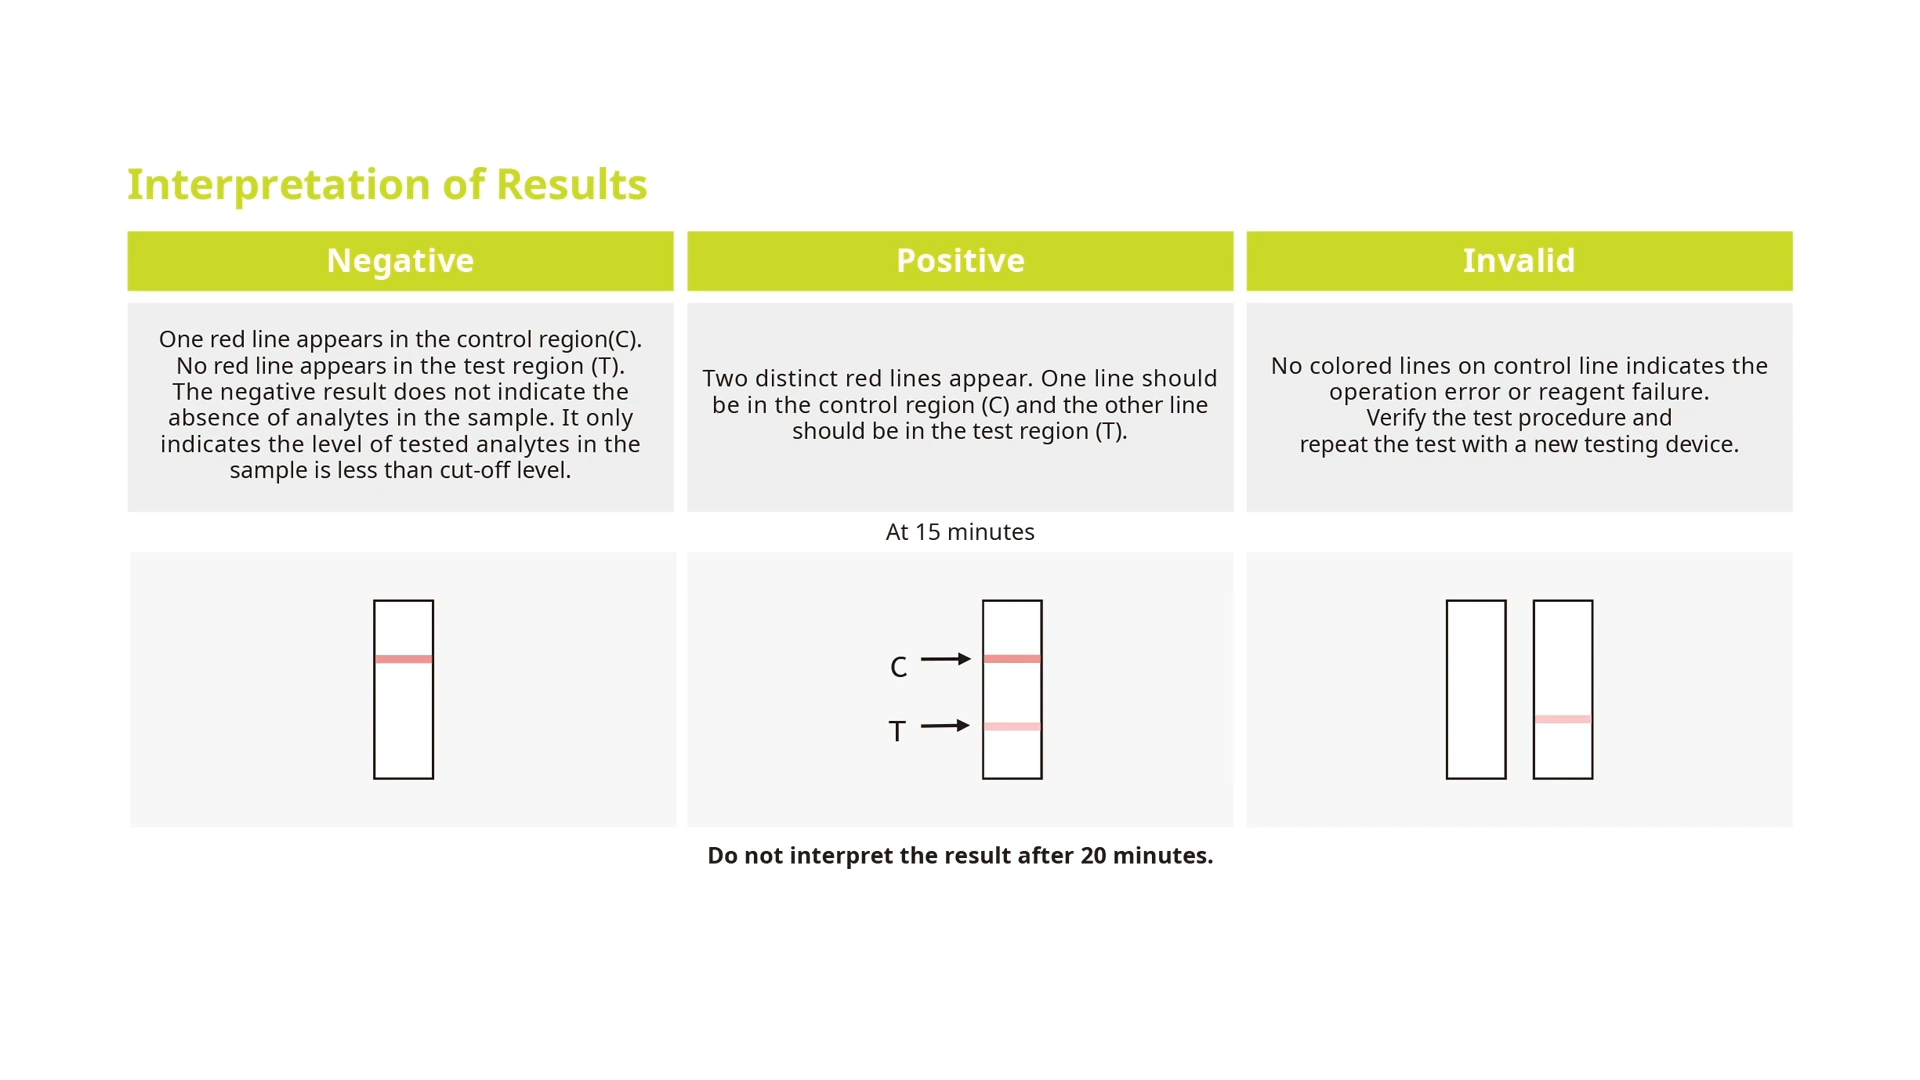 Interpretation of Results
Negative
Positive
Invalid
One red line appears in the control region(C).
No red line appears in the test region (T).
The negative result does not indicate the
absence of analytes in the sample. It only
indicates the level of tested analytes in the
sample is less than cut-off level.
Two distinct red lines appear. One line should
be in the control region (C) and the other line
should be in the test region (T).
No colored lines on control line indicates the
operation error or reagent failure.
Verify the test procedure and
repeat the test with a new testing device.
At 15 minutes
C
T
Do not interpret the result after 20 minutes.